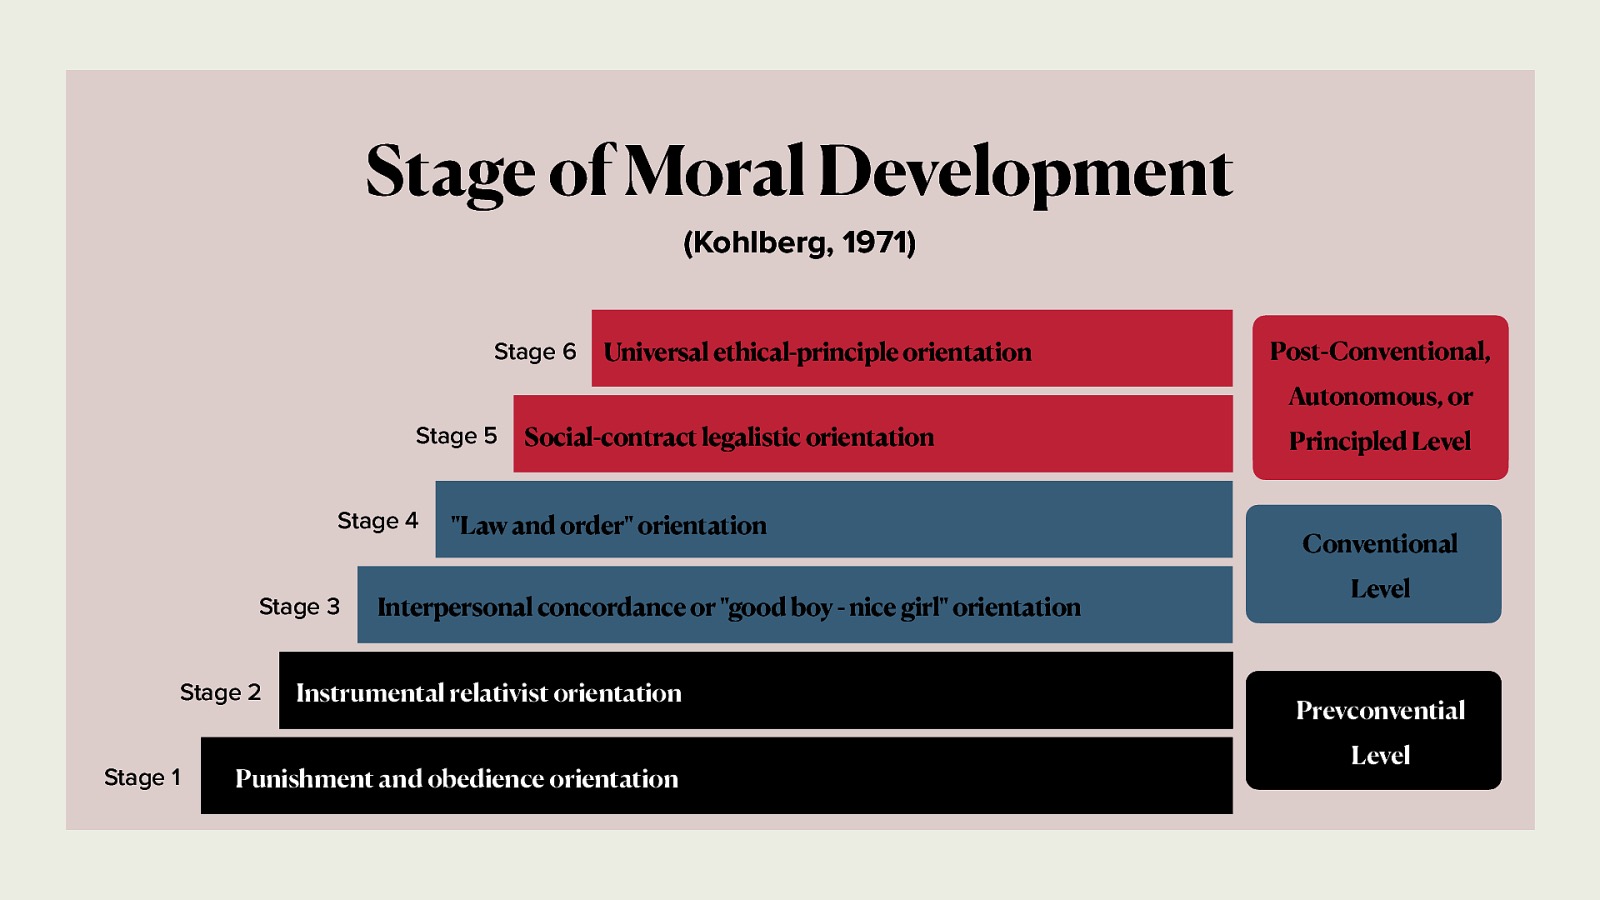 Stage of Moral Development
(Kohlberg, 1971)
Stage 6
Universal ethical-principle orientation
Stage 5
Social-contract legalistic orientation
Stage 4
"Law and order" orientation
Stage 3
Interpersonal concordance or "good boy - nice girl" orientation
Stage 2
Instrumental relativist orientation
Stage 1
Punishment and obedience orientation
Post-Conventional,
Autonomous, or
Principled Level
Conventional
Level
Prevconvential
Level